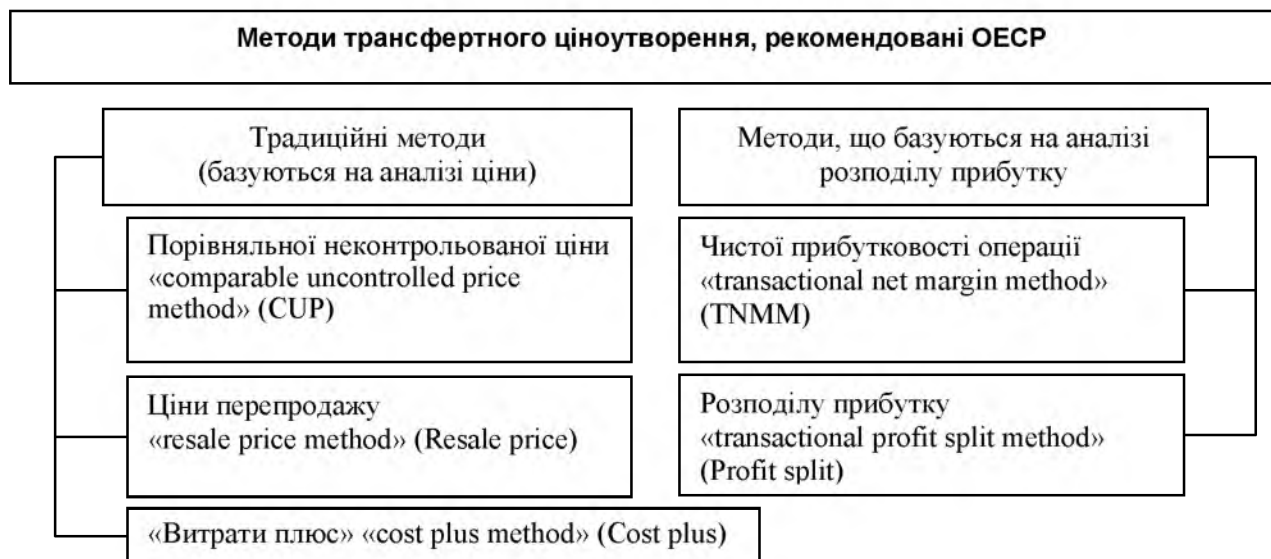 Методи трансфертного ціноутворення, рекомендовані ОЕСР
Традиційні методи
(базуються на аналізі ціни)
Порівняльної неконтрольованої ціни
«comparable uncontrolled price
method» (CUP)
Ціни перепродажу
«resale price method» (Resale price)
«Витрати плюс» «cost plus method» (Cost plus)
Методи, що базуються на аналізі
розподілу прибутку
Чистої прибутковості операції
«transactional net margin method»
(TNMM)
Розподілу прибутку
«transactional profit split method»
(Profit split)